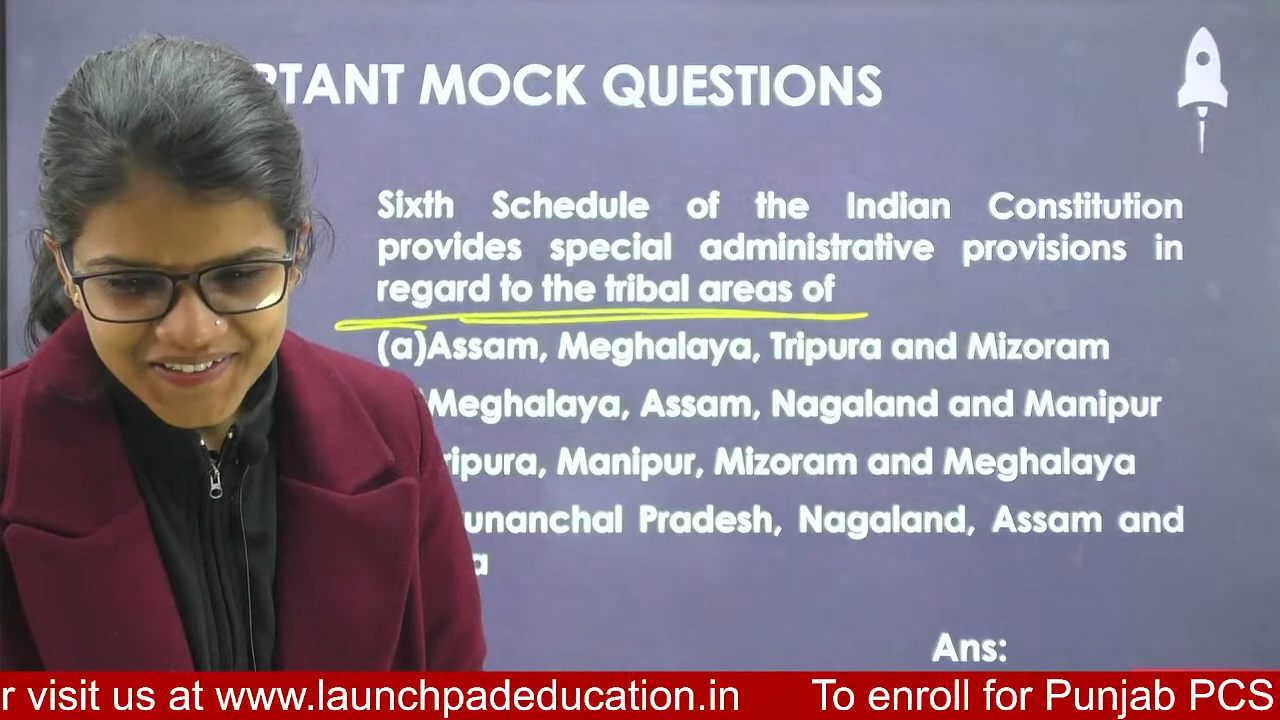 RTANT MOCK QUESTIONS
Sixth Schedule of the Indian Constitution
provides special administrative provisions in
regard to the tribal areas of
(a)Assam, Meghalaya, Tripura and Mizoram
Meghalaya, Assam, Nagaland and Manipur
ripura, Manipur, Mizoram and Meghalaya
unanchal Pradesh, Nagaland, Assam and
a
Ans:
r visit us at www.launchpadeducation.in To enroll for Punjab PCS